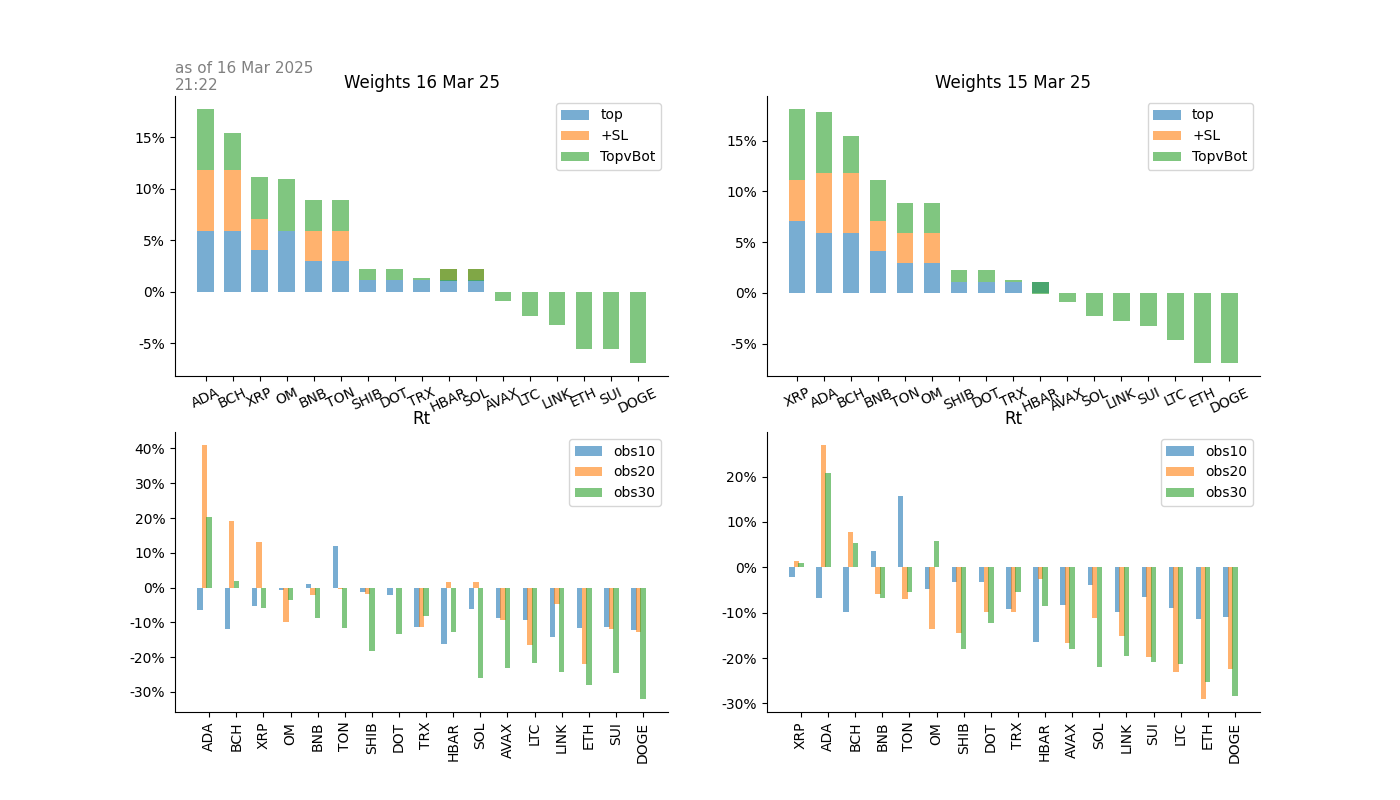 as of 16 Mar 2025
21:22
Weights 16 Mar 25
15%
10%
5%
0%
-5%
top
+SL
TopvBot
ADA BCH XRP OM BNB TON SHIB DOT TRX HBAR SOL AVAX LTC LINK ETH SUI DOGE
Weights 15 Mar 25
15%
10%
5%
0%
-5%
top
+SL
TopvBot
XRP ADA BCH BNB TON OM SHIB DOT TRX HBAR AVAX SOL LINK SUI LTC ETH DOGE
Rt
40%
30%
20%
10%
0%
-10%
-20%
-30%
obs10
obs20
obs30
ADA BCH XRP OM BNB TON SHIB DOT TRX HBAR SOL AVAX LTC LINK ETH SUI DOGE
Rt
20%
10%
0%
-10%
-20%
-30%
obs10
obs20
obs30
XRP ADA BCH BNB TON OM SHIB DOT TRX HBAR AVAX SOL LINK SUI LTC ETH DOGE